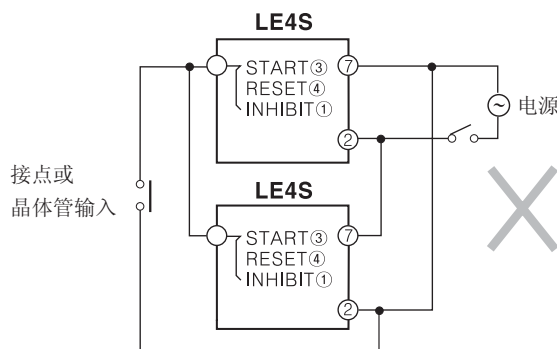 LE4S
START③
RESET④
INHIBIT①
⑦
②
电源
接点或
晶体管输入
LE4S
START③
RESET④
INHIBIT①
⑦
②